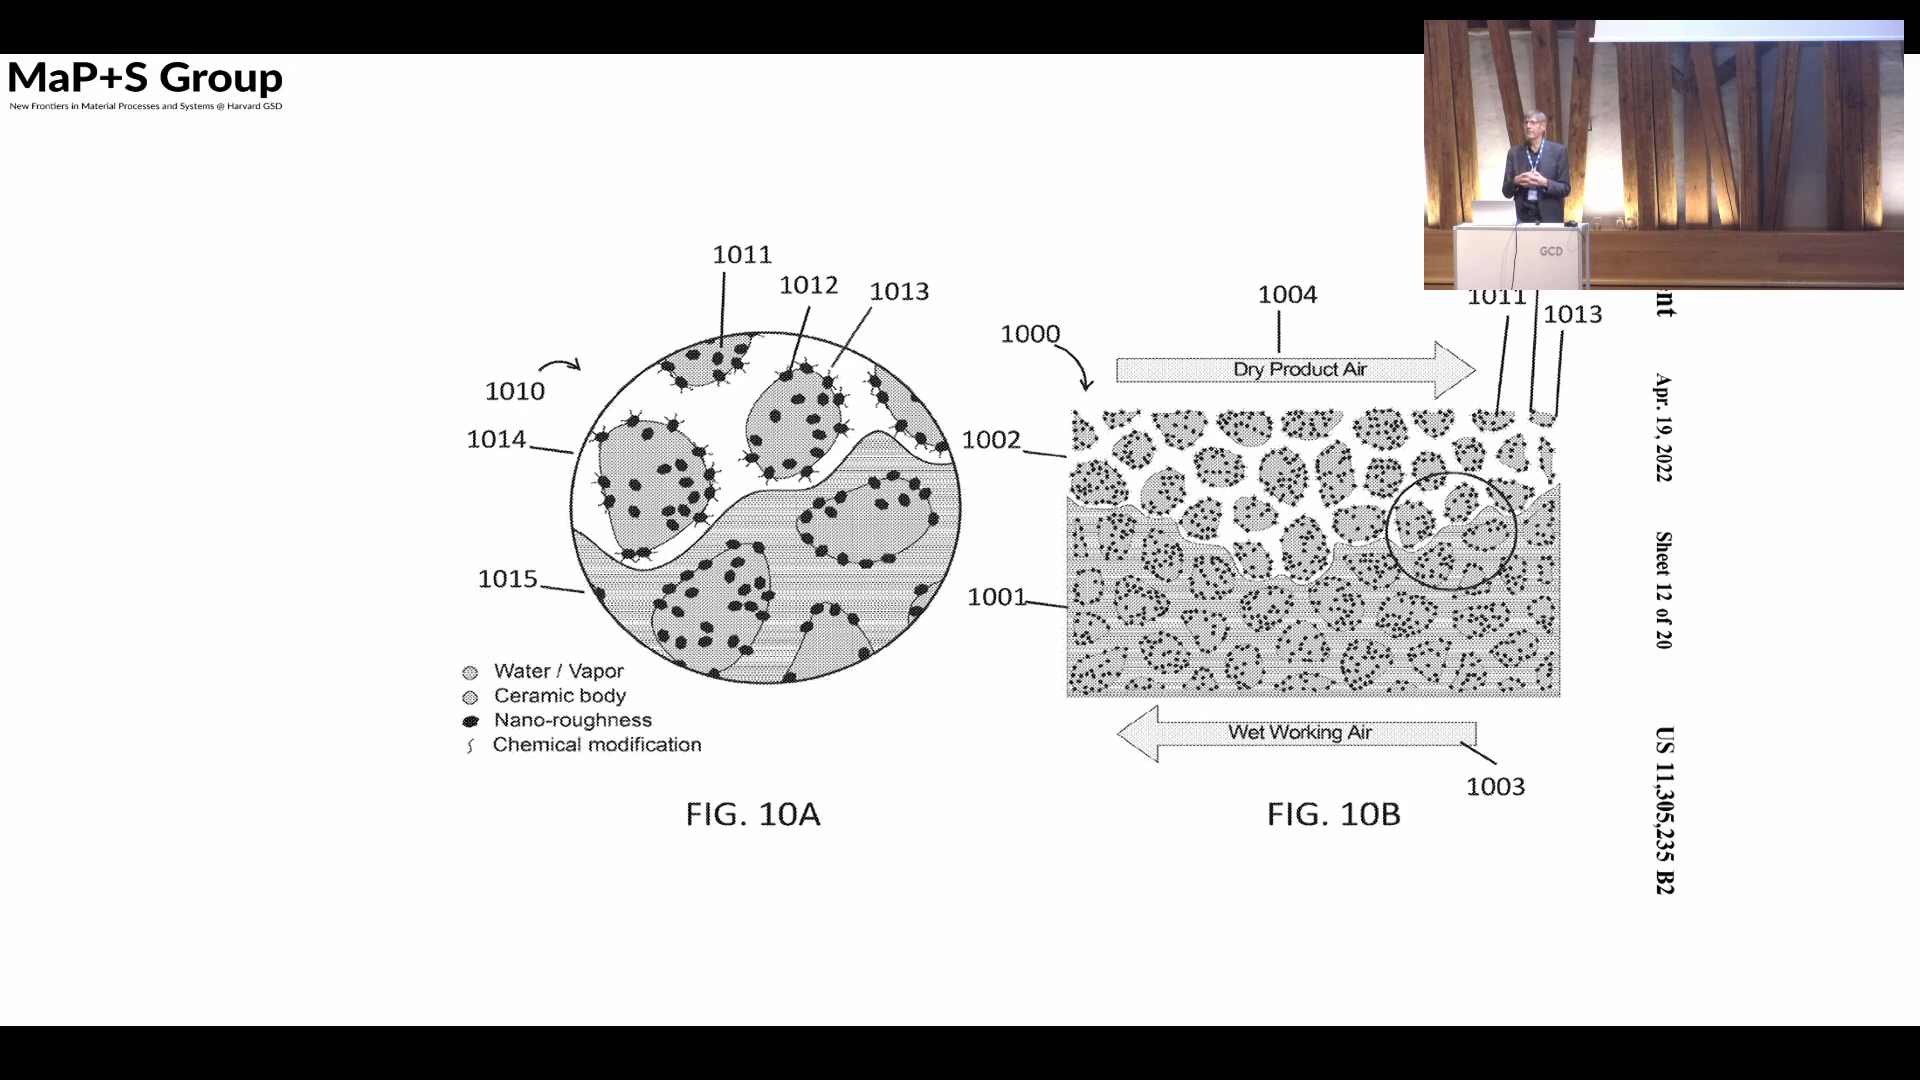 MaP+S Group
New Frontiers in Material Processes and Systems @ Harvard GSD
GCD
1011
1012
1013
1010
1014
1015
Water / Vapor
Ceramic body
Nano-roughness
Chemical modification
FIG. 10A
1004
1011
1013
1000
Dry Product Air
1002
1001
Wet Working Air
1003
FIG. 10B
Apr. 19, 2022
Sheet 12 of 20
US 11,305,235 B2